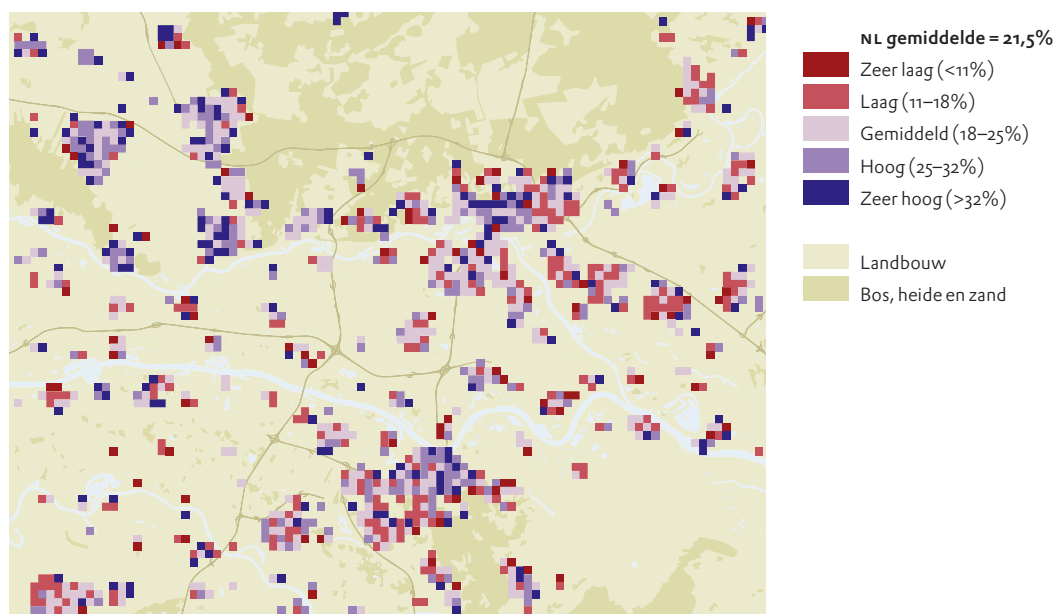 NL gemiddelde = 21,5%
Zeer laag (<11%)
Laag (11–18%)
Gemiddeld (18–25%)
Hoog (25–32%)
Zeer hoog (>32%)
Landbouw
Bos, heide en zand